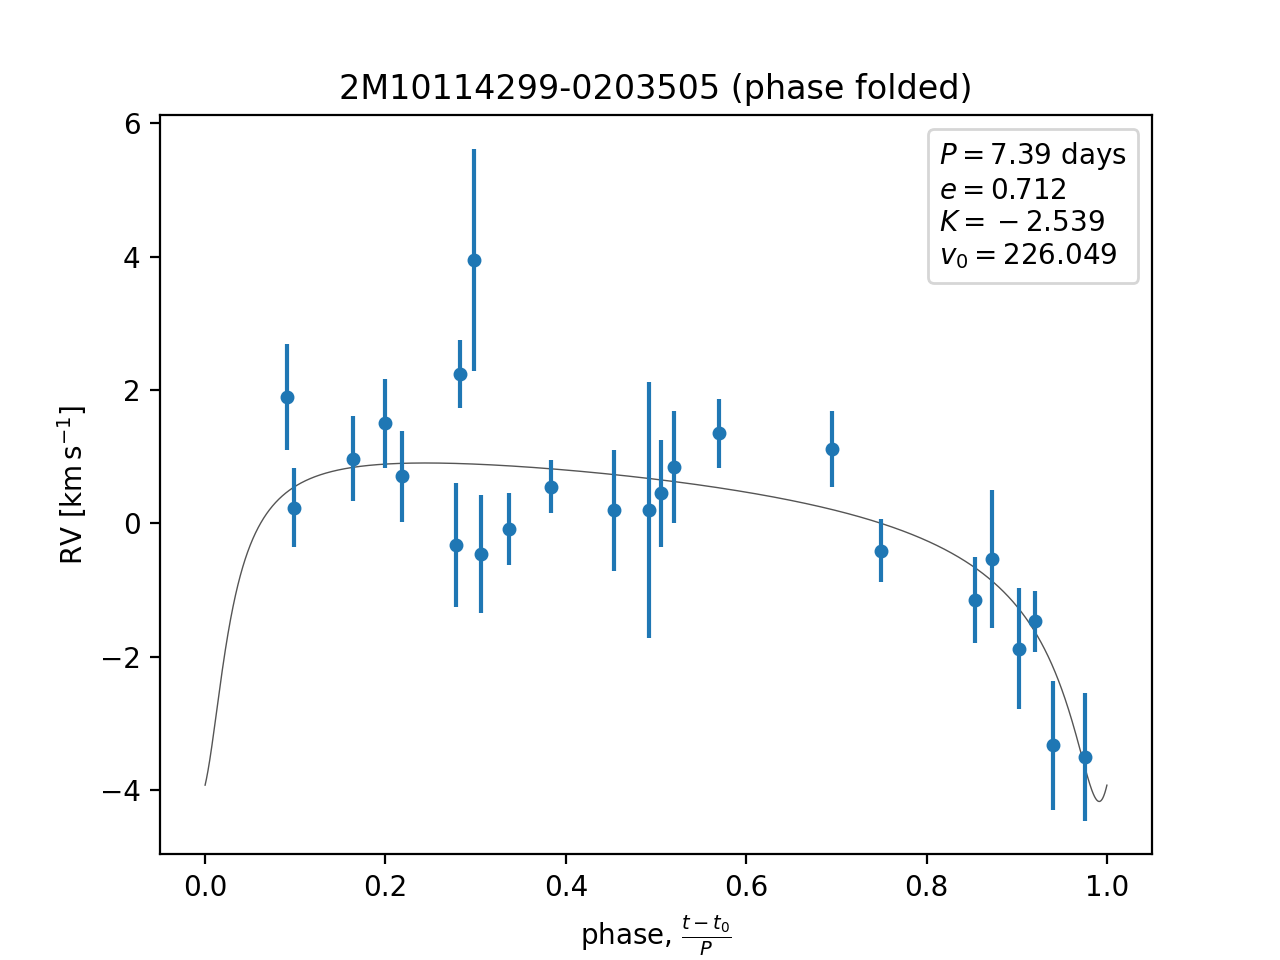 2M10114299-0203505 (phase folded)
P = 7.39 days
e = 0.712
K = −2.539
v₀ = 226.049
6
4
2
0
−2
−4
RV [km s⁻¹]
0.0 0.2 0.4 0.6 0.8 1.0
phase, (t − t₀)/P